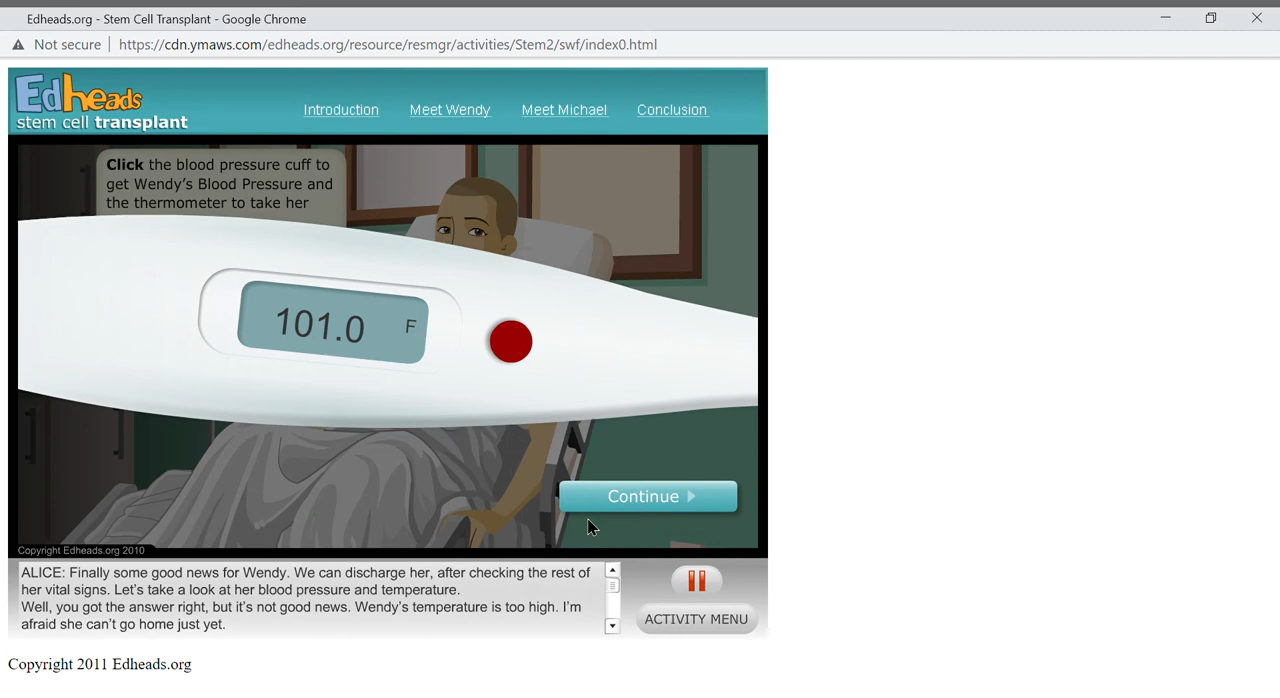 Edheads.org - Stem Cell Transplant - Google Chrome
Not secure | https://cdn.ymaws.com/edheads.org/resource/resmgr/activities/Stem2/swf/index0.html
Edheads
stem cell transplant
Introduction Meet Wendy Meet Michael Conclusion
Click the blood pressure cuff to
get Wendy's Blood Pressure and
the thermometer to take her
101.0 F
Continue
Copyright Edheads.org 2010
ALICE: Finally some good news for Wendy. We can discharge her, after checking the rest of
her vital signs. Let's take a look at her blood pressure and temperature.
Well, you got the answer right, but it's not good news. Wendy's temperature is too high. I'm
afraid she can't go home just yet.
ACTIVITY MENU
Copyright 2011 Edheads.org